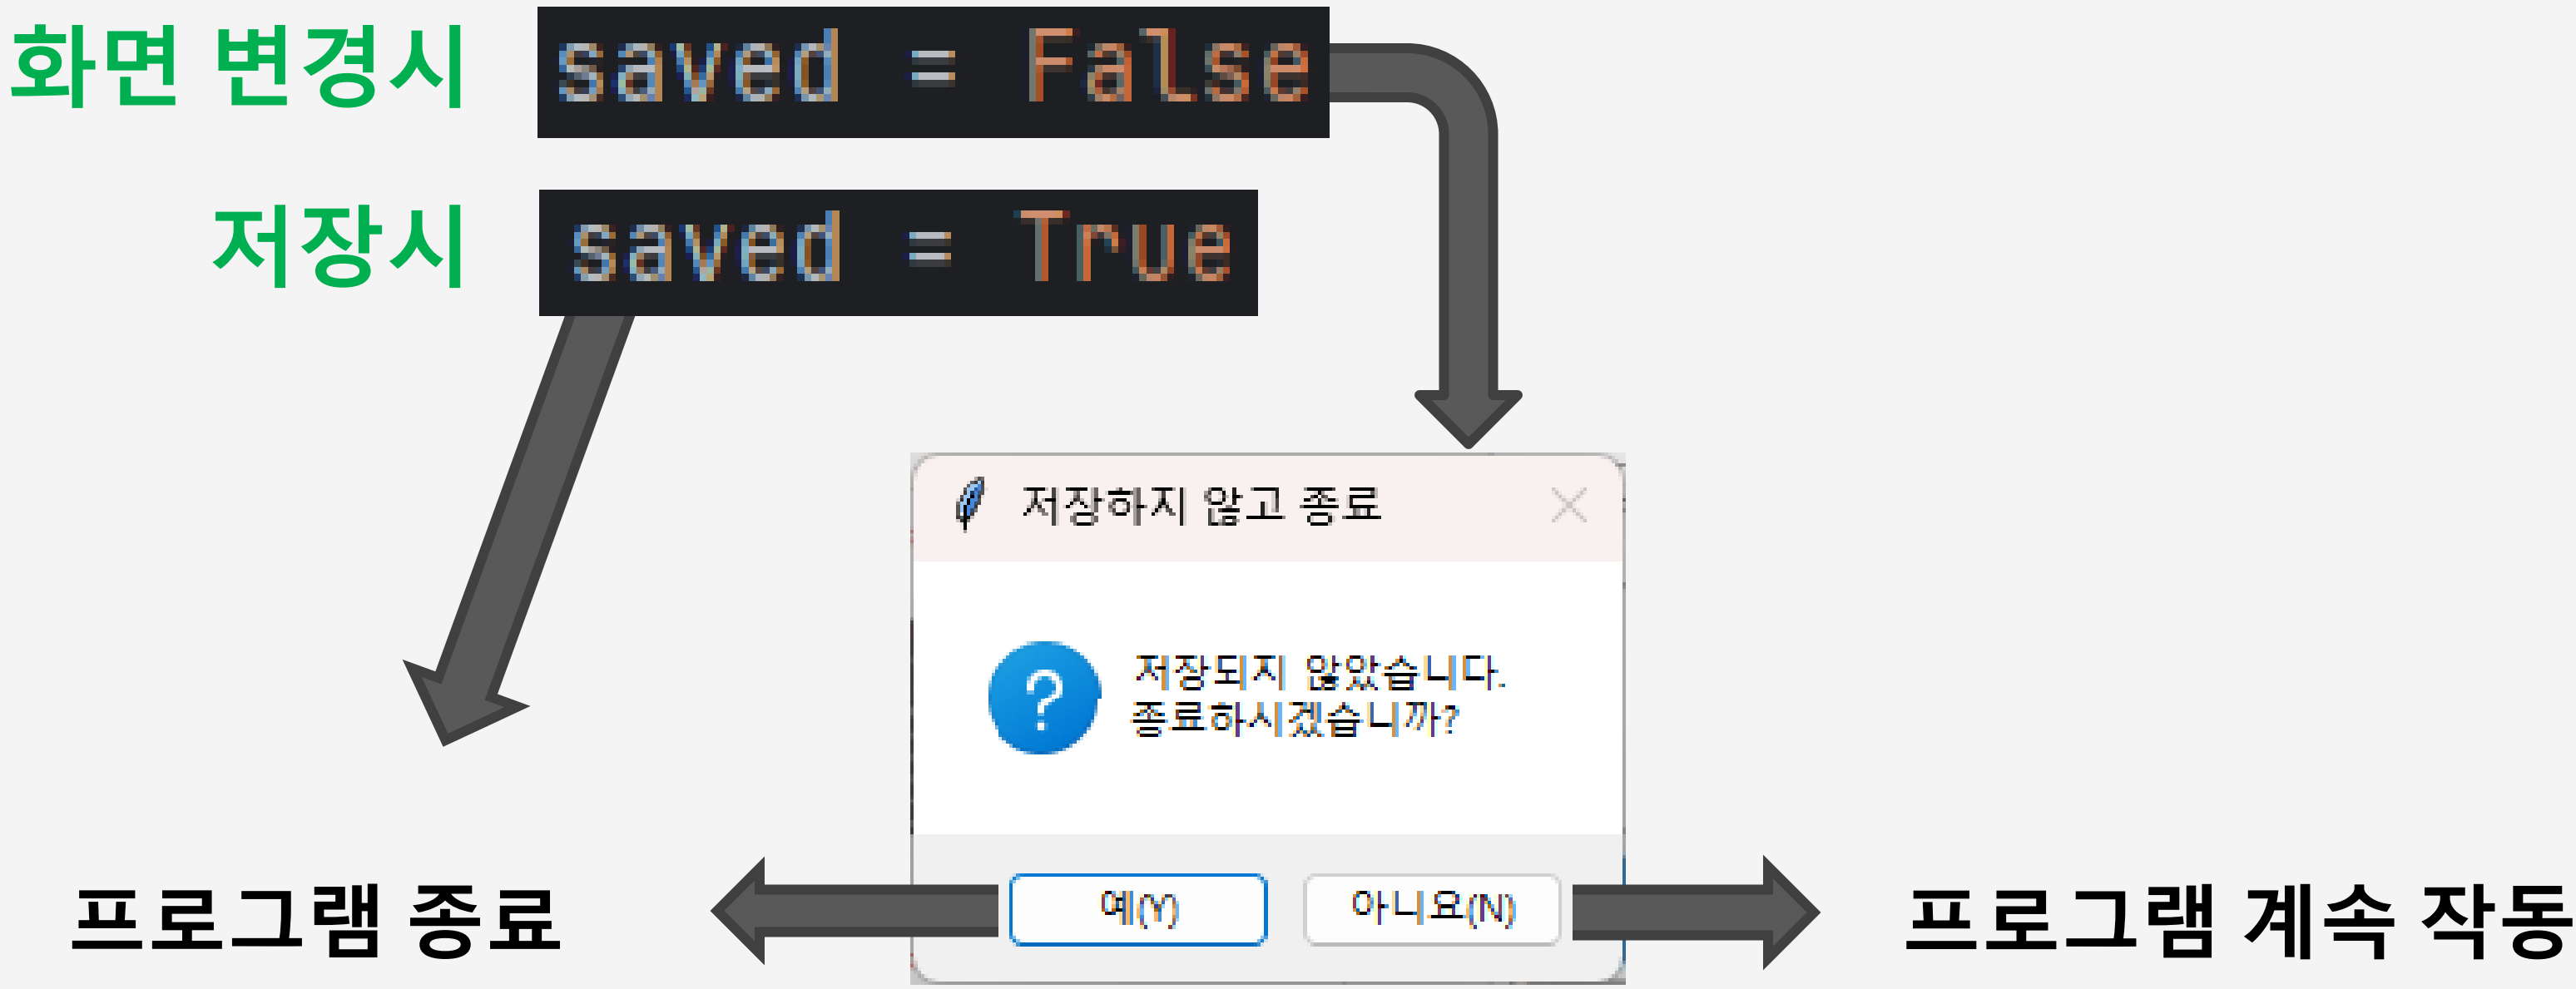 화면 변경시
saved = False
저장시
saved = True
저장하지 않고 종료
저장되지 않았습니다.
종료하시겠습니까?
예(Y)
아니요(N)
프로그램 종료
프로그램 계속 작동